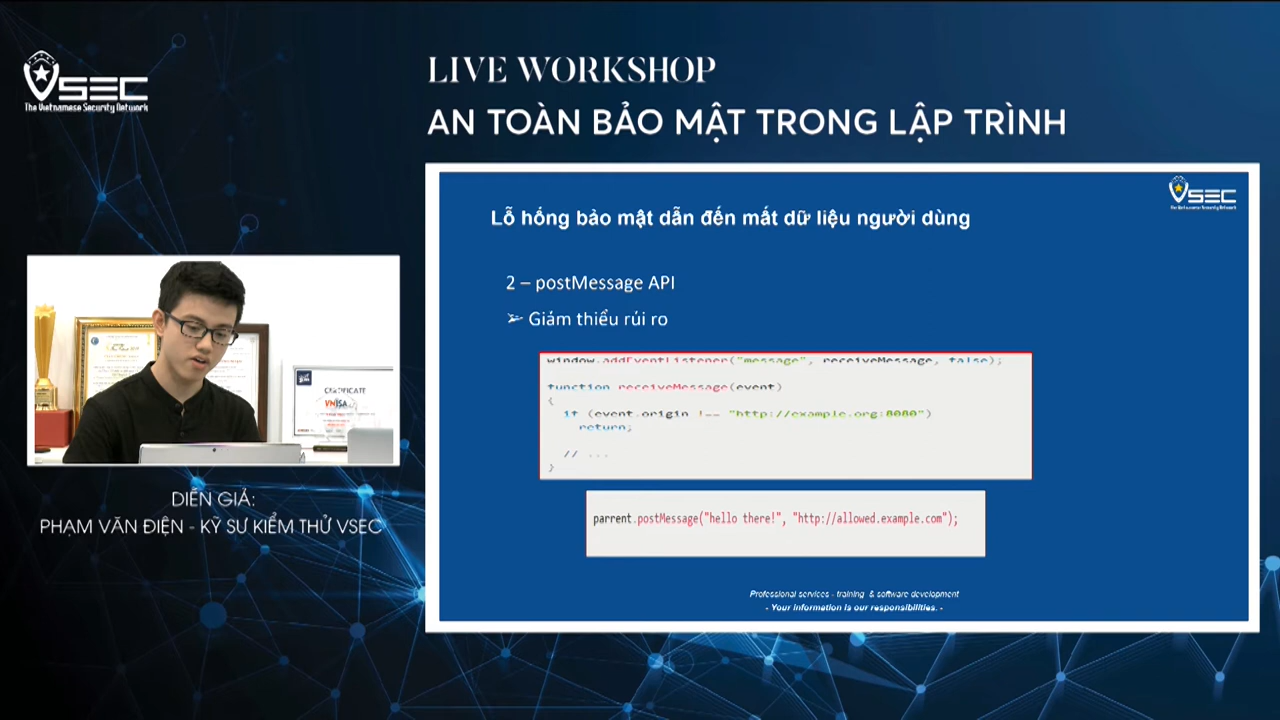 VSEC
The Vietnamese Security Network
LIVE WORKSHOP
AN TOÀN BẢO MẬT TRONG LẬP TRÌNH
VSEC
Lỗ hổng bảo mật dẫn đến mất dữ liệu người dùng
2 – postMessage API
➢ Giảm thiểu rủi ro
window.addEventListener("message", receiveMessage, false);
function receiveMessage(event)
{
if (event.origin !== "http://example.org:8080")
return;
// ...
}
parrent.postMessage("hello there!", "http://allowed.example.com");
Professional services - training & software development
- Your information is our responsibilities. -
CERTIFICATE
VNISA
DIỄN GIẢ:
PHẠM VĂN ĐIỆN - KỸ SƯ KIỂM THỬ VSEC